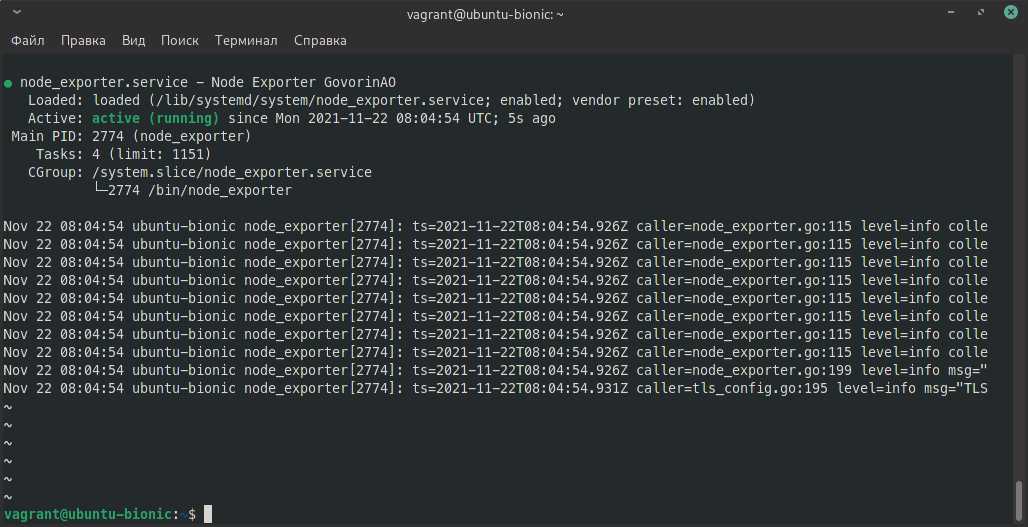 vagrant@ubuntu-bionic: ~
Файл Правка Вид Поиск Терминал Справка
● node_exporter.service - Node Exporter GovorinAO
   Loaded: loaded (/lib/systemd/system/node_exporter.service; enabled; vendor preset: enabled)
   Active: active (running) since Mon 2021-11-22 08:04:54 UTC; 5s ago
 Main PID: 2774 (node_exporter)
    Tasks: 4 (limit: 1151)
   CGroup: /system.slice/node_exporter.service
           └─2774 /bin/node_exporter
Nov 22 08:04:54 ubuntu-bionic node_exporter[2774]: ts=2021-11-22T08:04:54.926Z caller=node_exporter.go:115 level=info colle
Nov 22 08:04:54 ubuntu-bionic node_exporter[2774]: ts=2021-11-22T08:04:54.926Z caller=node_exporter.go:115 level=info colle
Nov 22 08:04:54 ubuntu-bionic node_exporter[2774]: ts=2021-11-22T08:04:54.926Z caller=node_exporter.go:115 level=info colle
Nov 22 08:04:54 ubuntu-bionic node_exporter[2774]: ts=2021-11-22T08:04:54.926Z caller=node_exporter.go:115 level=info colle
Nov 22 08:04:54 ubuntu-bionic node_exporter[2774]: ts=2021-11-22T08:04:54.926Z caller=node_exporter.go:115 level=info colle
Nov 22 08:04:54 ubuntu-bionic node_exporter[2774]: ts=2021-11-22T08:04:54.926Z caller=node_exporter.go:115 level=info colle
Nov 22 08:04:54 ubuntu-bionic node_exporter[2774]: ts=2021-11-22T08:04:54.926Z caller=node_exporter.go:115 level=info colle
Nov 22 08:04:54 ubuntu-bionic node_exporter[2774]: ts=2021-11-22T08:04:54.926Z caller=node_exporter.go:115 level=info colle
Nov 22 08:04:54 ubuntu-bionic node_exporter[2774]: ts=2021-11-22T08:04:54.926Z caller=node_exporter.go:199 level=info msg="
Nov 22 08:04:54 ubuntu-bionic node_exporter[2774]: ts=2021-11-22T08:04:54.931Z caller=tls_config.go:195 level=info msg="TLS
~
~
~
~
~
~
vagrant@ubuntu-bionic:~$